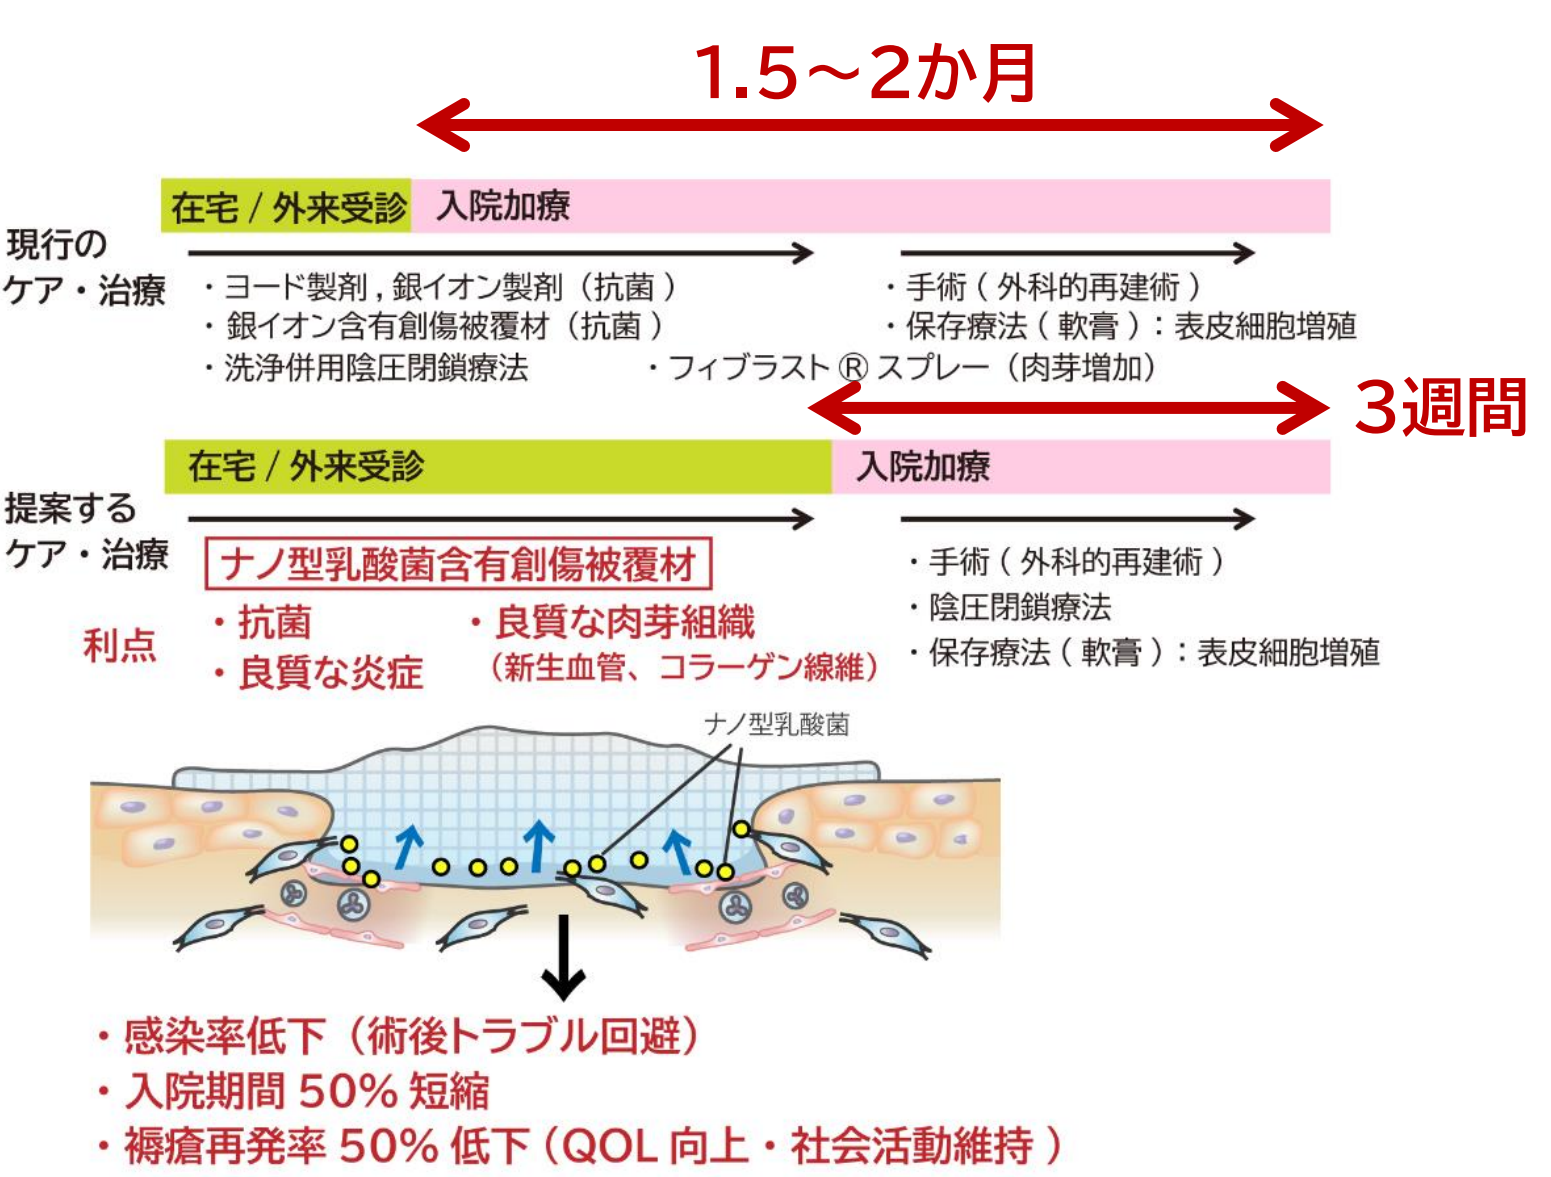 1.5～2か月
在宅 / 外来受診 入院加療
現行の
ケア・治療
・ヨード製剤 , 銀イオン製剤（抗菌 ）
・銀イオン含有創傷被覆材（抗菌 ）
・洗浄併用陰圧閉鎖療法
・手術 ( 外科的再建術 )
・保存療法 ( 軟膏 )：表皮細胞増殖
・フィブラスト ® スプレー（肉芽増加）
3週間
在宅 / 外来受診 入院加療
提案する
ケア・治療
ナノ型乳酸菌含有創傷被覆材
利点
・抗菌
・良質な炎症
・良質な肉芽組織
（新生血管、コラーゲン線維）
・手術 ( 外科的再建術 )
・陰圧閉鎖療法
・保存療法 ( 軟膏 )：表皮細胞増殖
ナノ型乳酸菌
・感染率低下（術後トラブル回避）
・入院期間 50% 短縮
・褥瘡再発率 50% 低下 (QOL 向上・社会活動維持 )